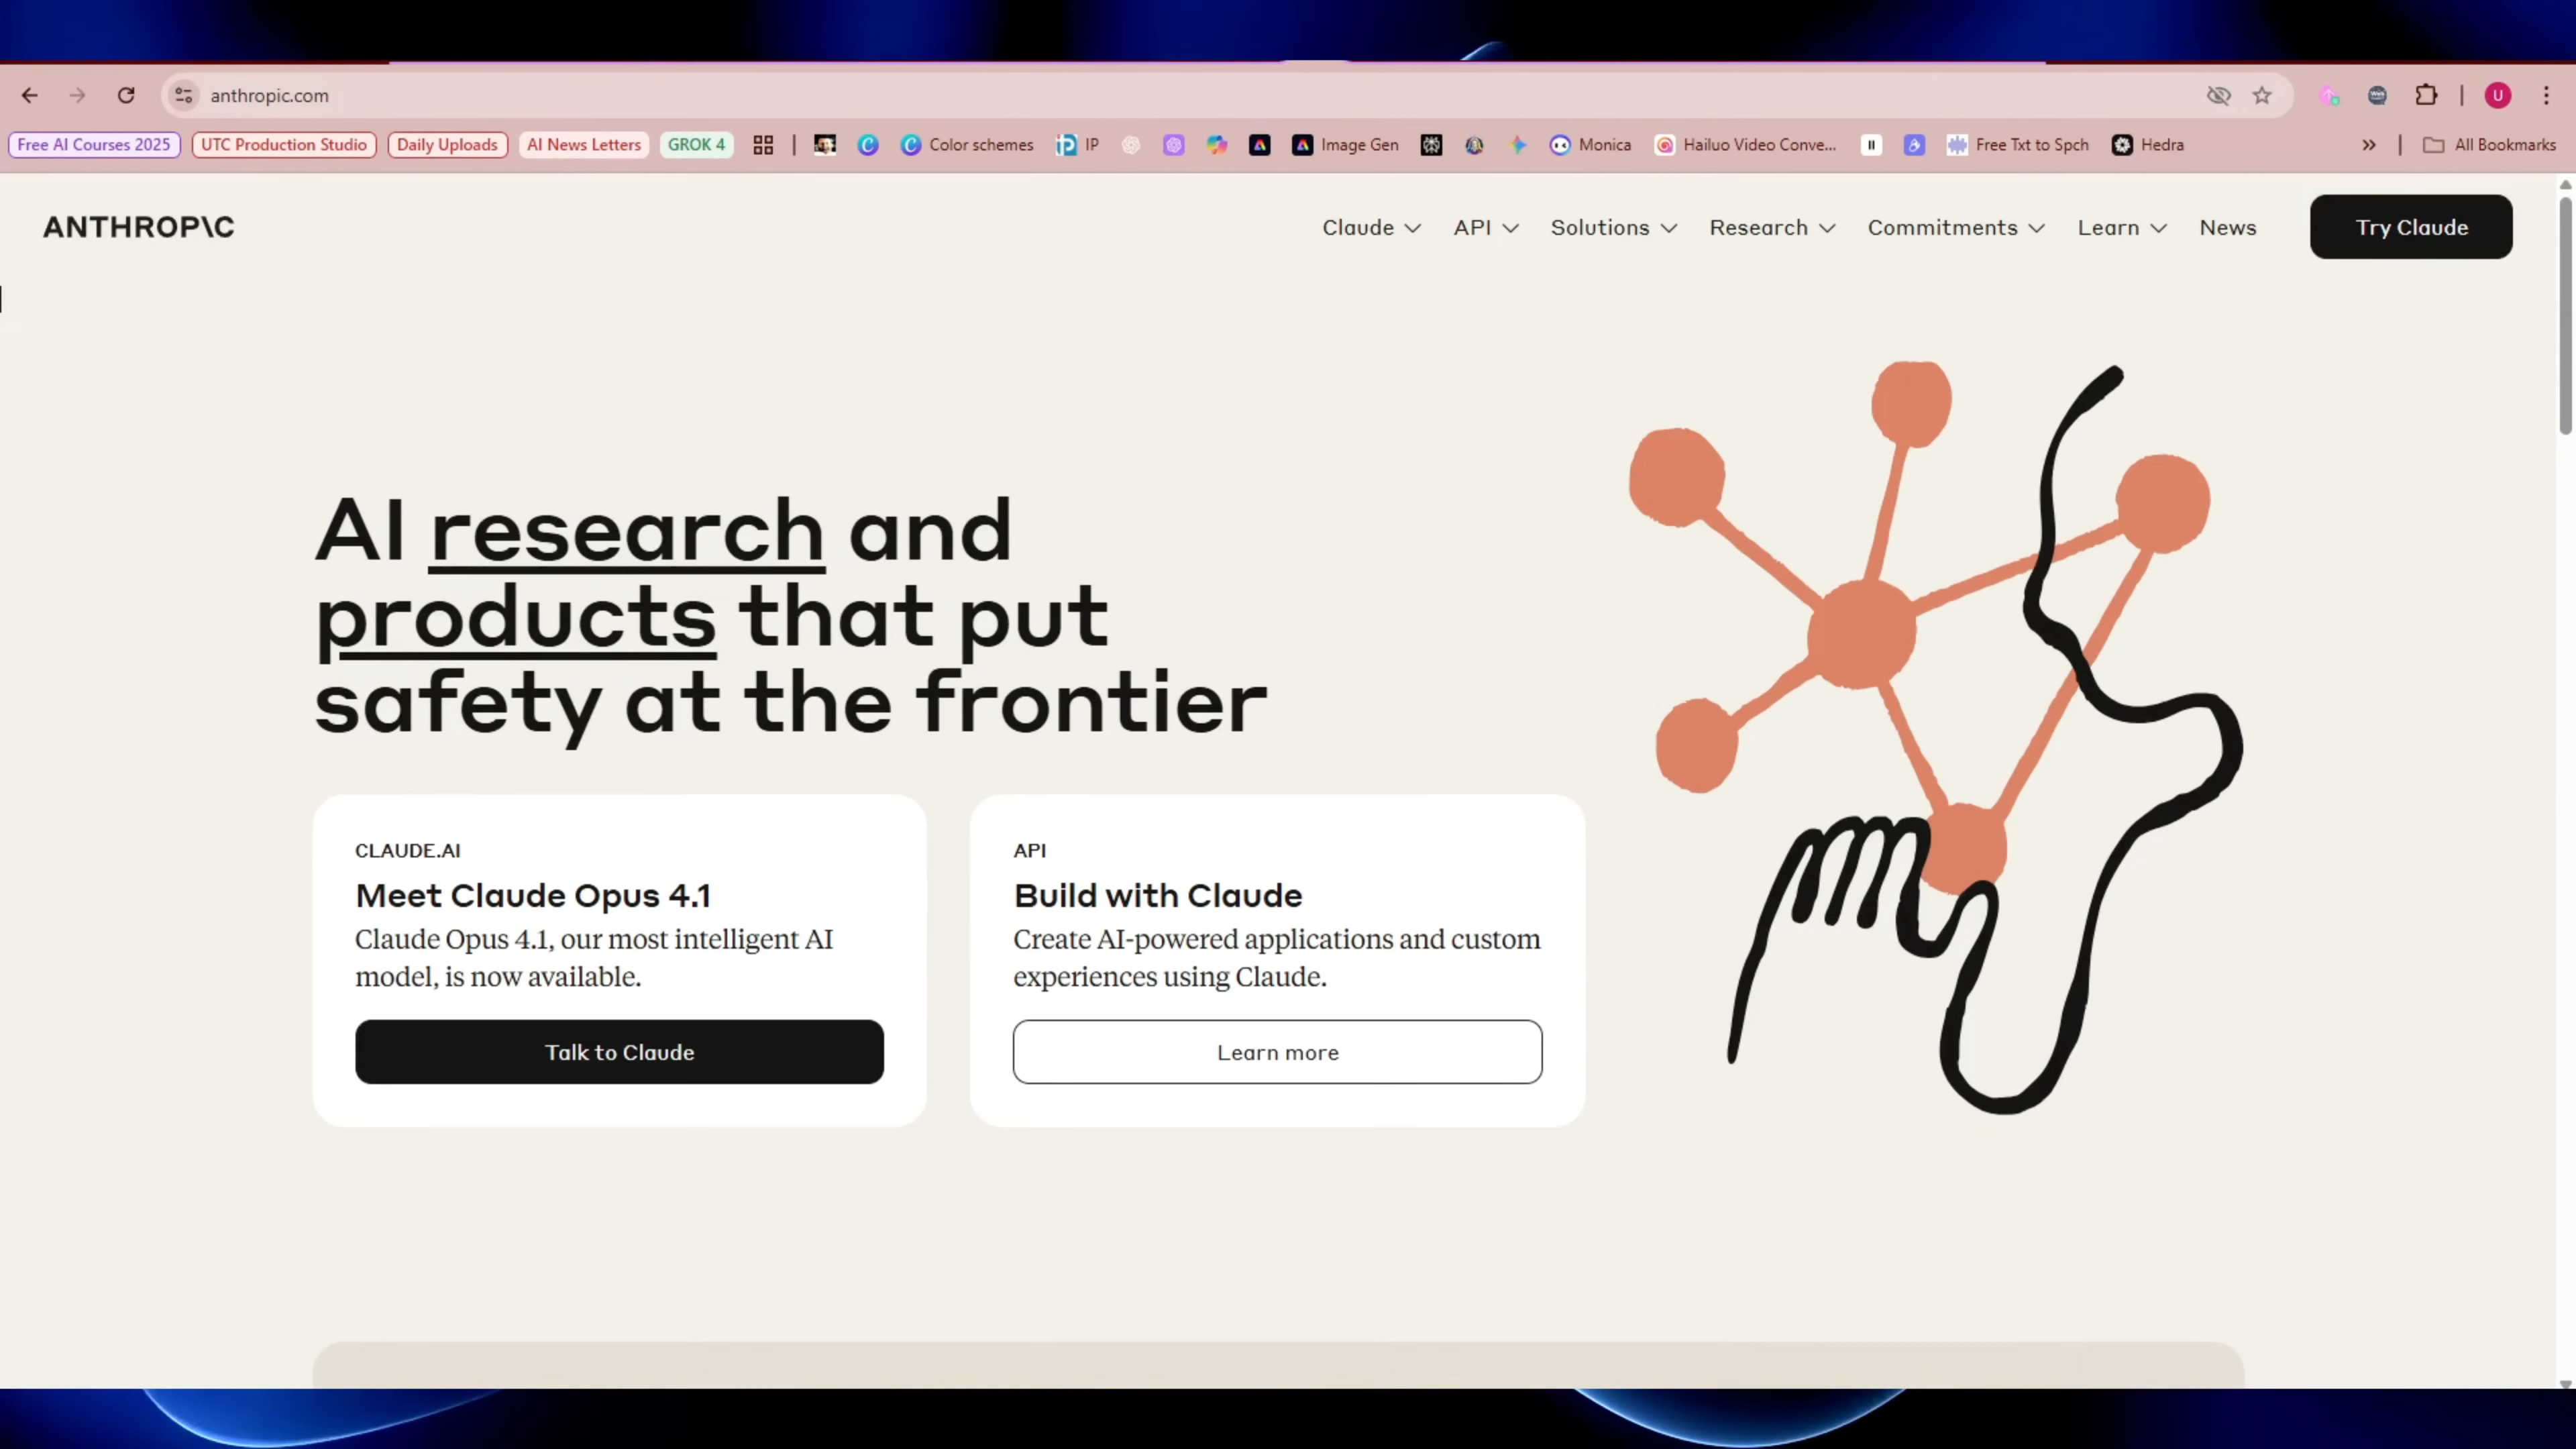 anthropic.com
U
Free AI Courses 2025 UTC Production Studio Daily Uploads AI News Letters GROK 4 Color schemes IP Image Gen Monica Hailuo Video Conve... Free Txt to Spch Hedra All Bookmarks
ANTHROP\C
Claude API Solutions Research Commitments Learn News Try Claude
AI research and
products that put
safety at the frontier
CLAUDE.AI
Meet Claude Opus 4.1
Claude Opus 4.1, our most intelligent AI
model, is now available.
Talk to Claude
API
Build with Claude
Create AI-powered applications and custom
experiences using Claude.
Learn more